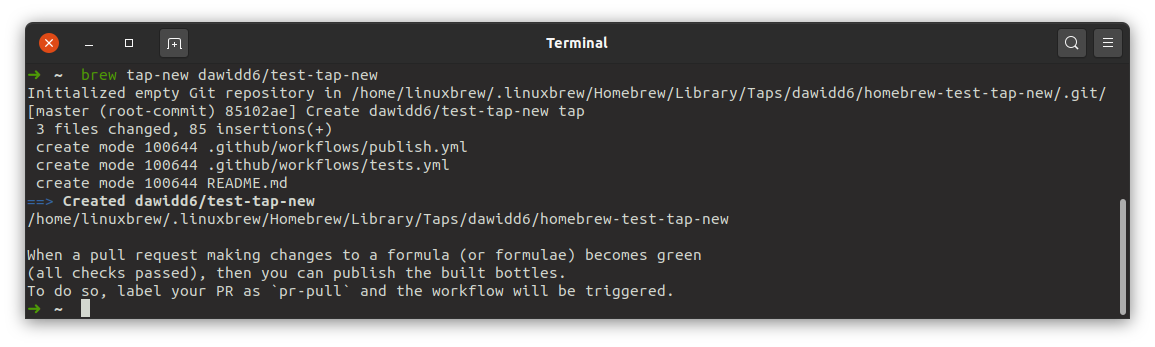 Terminal
➜ ~ brew tap-new dawidd6/test-tap-new
Initialized empty Git repository in /home/linuxbrew/.linuxbrew/Homebrew/Library/Taps/dawidd6/homebrew-test-tap-new/.git/
[master (root-commit) 85102ae] Create dawidd6/test-tap-new tap
 3 files changed, 85 insertions(+)
 create mode 100644 .github/workflows/publish.yml
 create mode 100644 .github/workflows/tests.yml
 create mode 100644 README.md
==> Created dawidd6/test-tap-new
/home/linuxbrew/.linuxbrew/Homebrew/Library/Taps/dawidd6/homebrew-test-tap-new
When a pull request making changes to a formula (or formulae) becomes green
(all checks passed), then you can publish the built bottles.
To do so, label your PR as `pr-pull` and the workflow will be triggered.
➜ ~